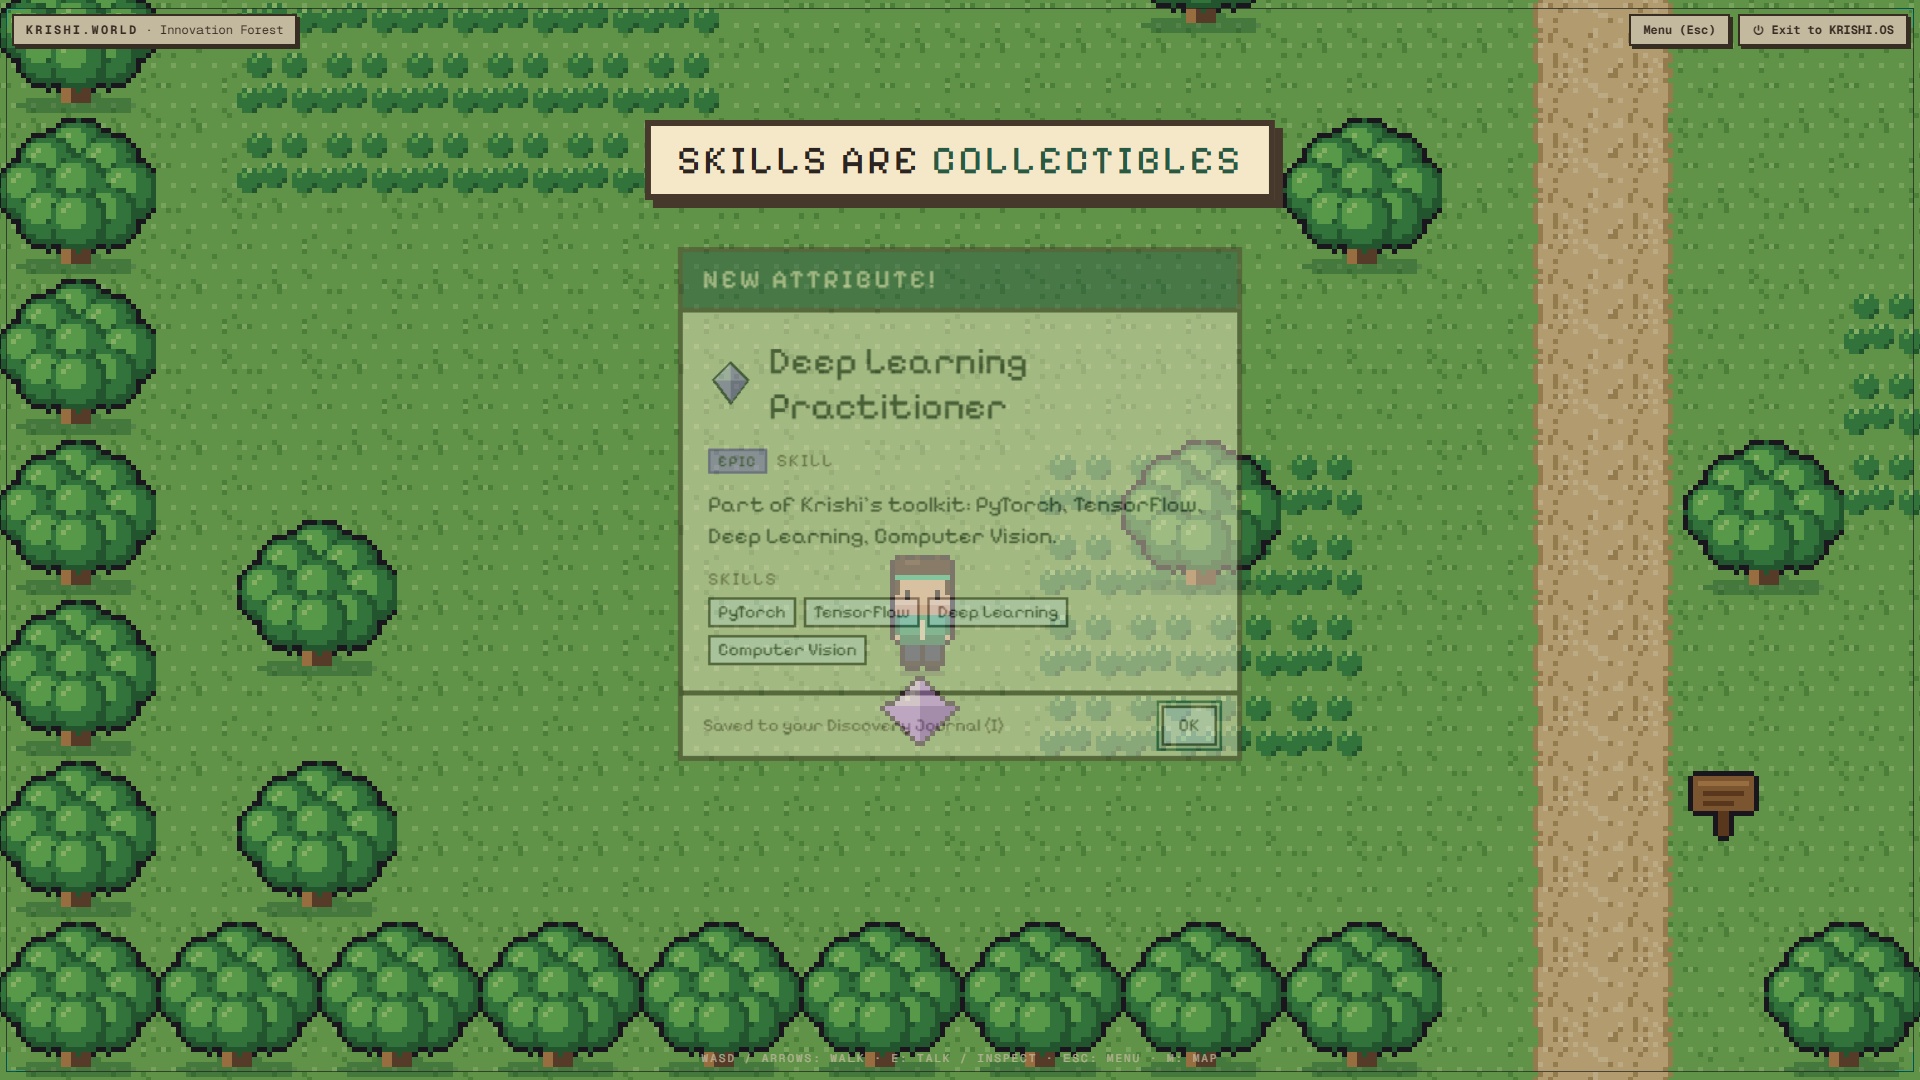 KRISHI.WORLD · Innovation Forest
Menu (Esc)
⏻ Exit to KRISHI.OS
SKILLS ARE COLLECTIBLES
NEW ATTRIBUTE!
Deep Learning
Practitioner
EPIC SKILL
Part of Krishi's toolkit: PyTorch, TensorFlow,
Deep Learning, Computer Vision.
SKILLS
PyTorch TensorFlow Deep Learning
Computer Vision
Saved to your Discovery Journal (I)
OK
WASD / ARROWS: WALK · E: TALK / INSPECT · ESC: MENU · M: MAP